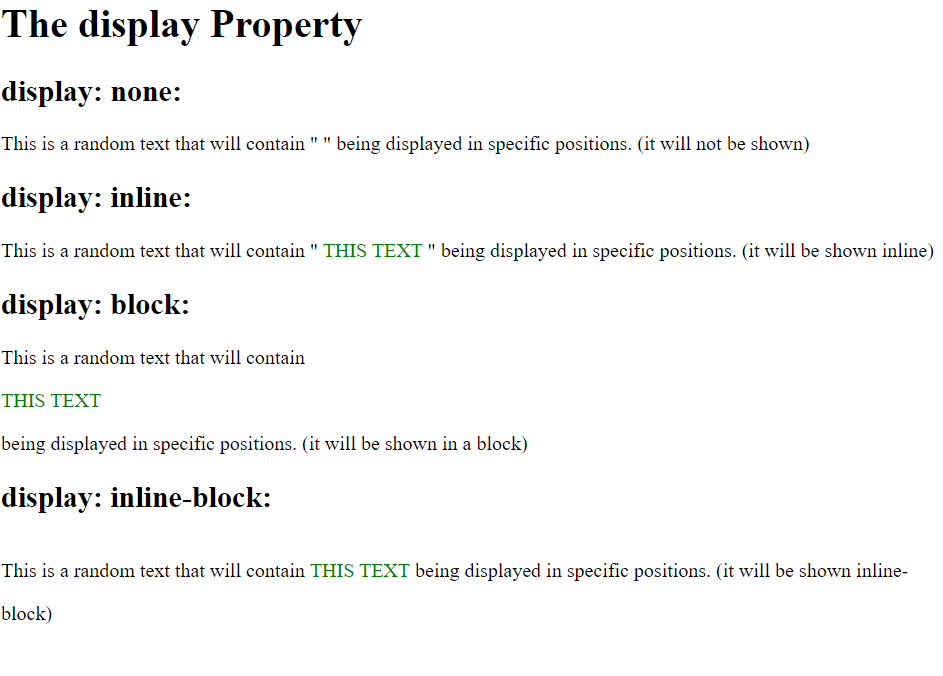 The display Property
display: none:
This is a random text that will contain " " being displayed in specific positions. (it will not be shown)
display: inline:
This is a random text that will contain " THIS TEXT " being displayed in specific positions. (it will be shown inline)
display: block:
This is a random text that will contain
THIS TEXT
being displayed in specific positions. (it will be shown in a block)
display: inline-block:
This is a random text that will contain THIS TEXT being displayed in specific positions. (it will be shown inline-
block)